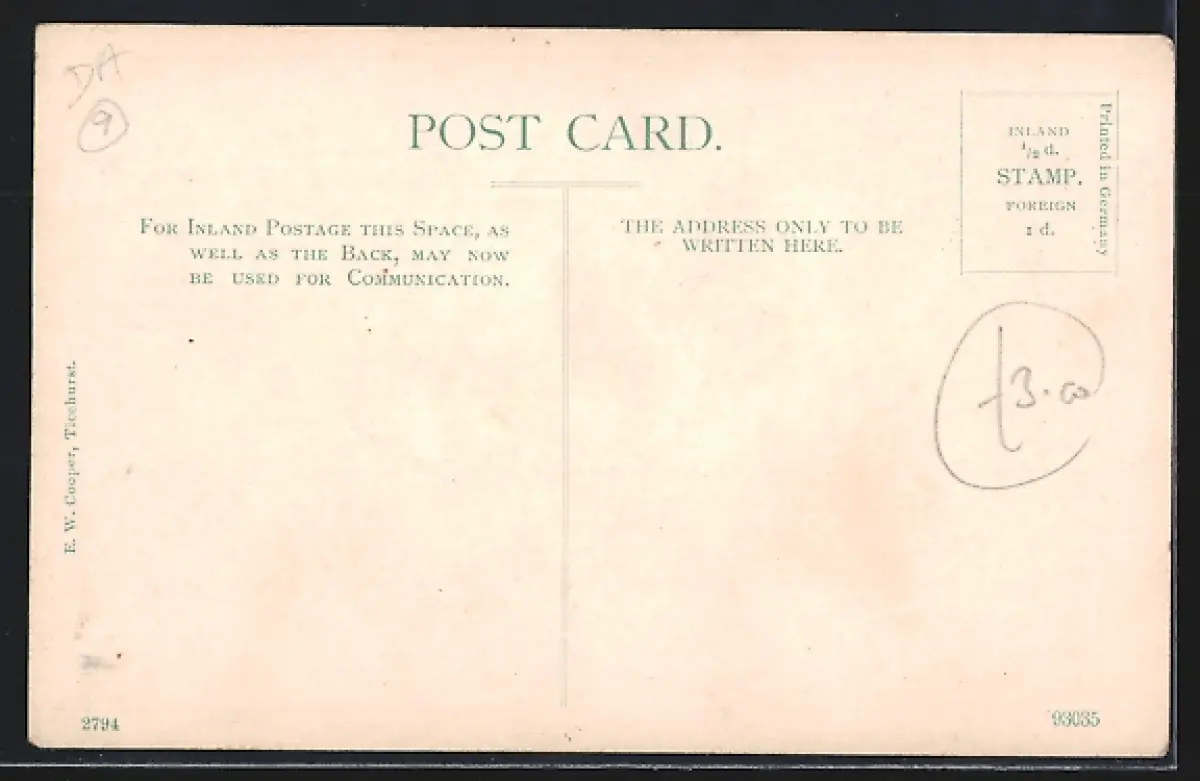 DA
9
POST CARD.
FOR INLAND POSTAGE THIS SPACE, AS
WELL AS THE BACK, MAY NOW
BE USED FOR COMMUNICATION.
THE ADDRESS ONLY TO BE
WRITTEN HERE.
INLAND
1/2 d.
STAMP.
FOREIGN
1 d.
Printed in Germany
£3.00
E. W. Cooper, Ticehurst.
2794
93035